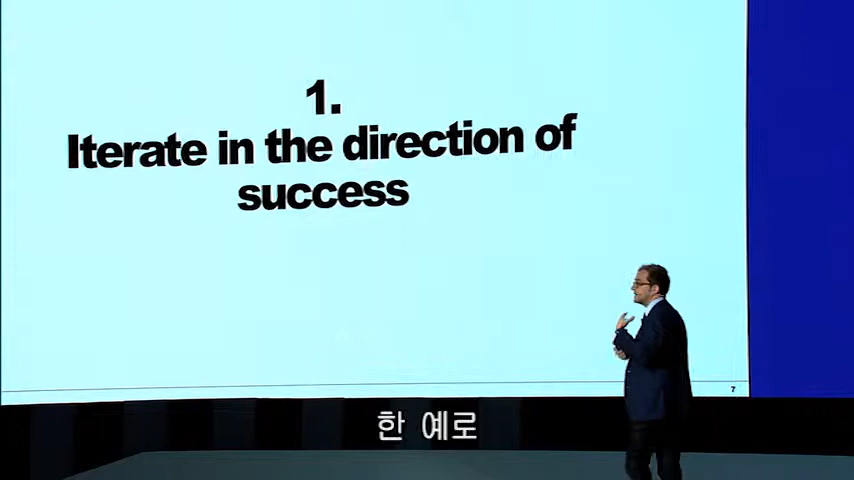 1.
Iterate in the direction of
success
7
한 예로